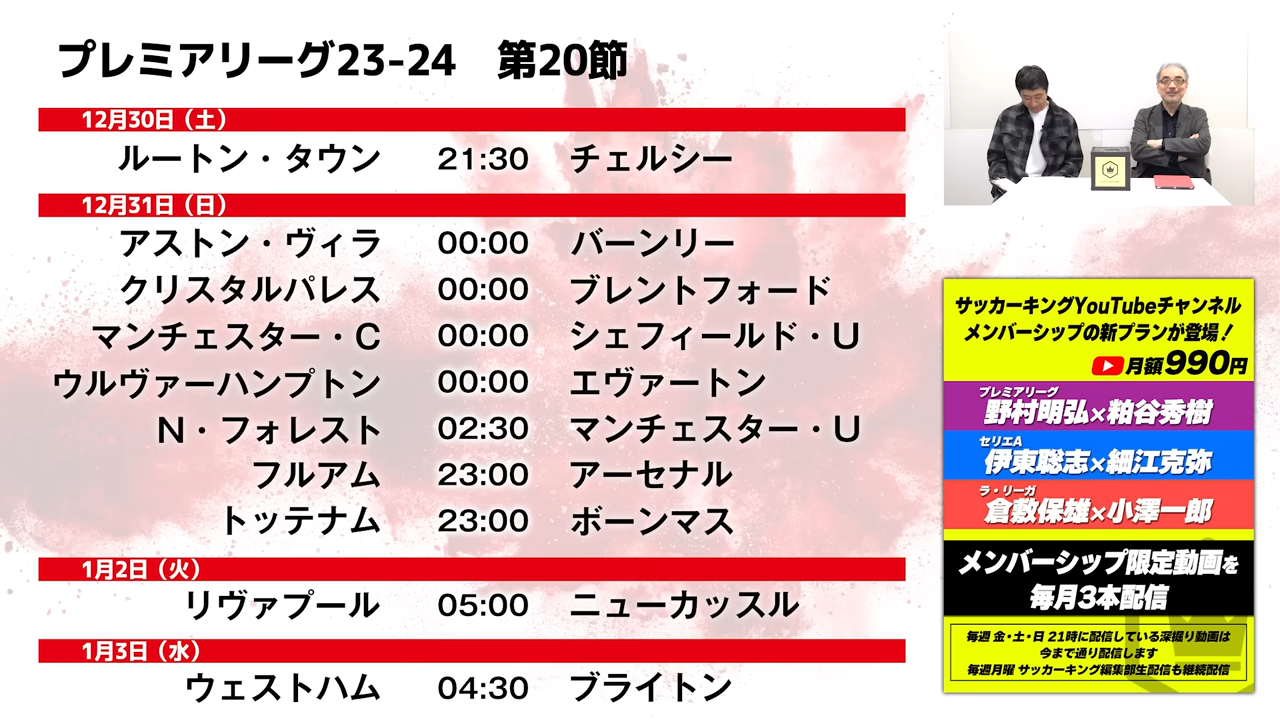 プレミアリーグ23-24　第20節
12月30日（土）
ルートン・タウン 21:30 チェルシー
12月31日（日）
アストン・ヴィラ 00:00 バーンリー
クリスタルパレス 00:00 ブレントフォード
マンチェスター・C 00:00 シェフィールド・U
ウルヴァーハンプトン 00:00 エヴァートン
N・フォレスト 02:30 マンチェスター・U
フルアム 23:00 アーセナル
トッテナム 23:00 ボーンマス
1月2日（火）
リヴァプール 05:00 ニューカッスル
1月3日（水）
ウェストハム 04:30 ブライトン
サッカーキングYouTubeチャンネル
メンバーシップの新プランが登場！
月額990円
プレミアリーグ
野村明弘×粕谷秀樹
セリエA
伊東聡志×細江克弥
ラ・リーガ
倉敷保雄×小澤一郎
メンバーシップ限定動画を
毎月3本配信
毎週 金・土・日 21時に配信している深掘り動画は
今まで通り配信します
毎週月曜 サッカーキング編集部生配信も継続配信